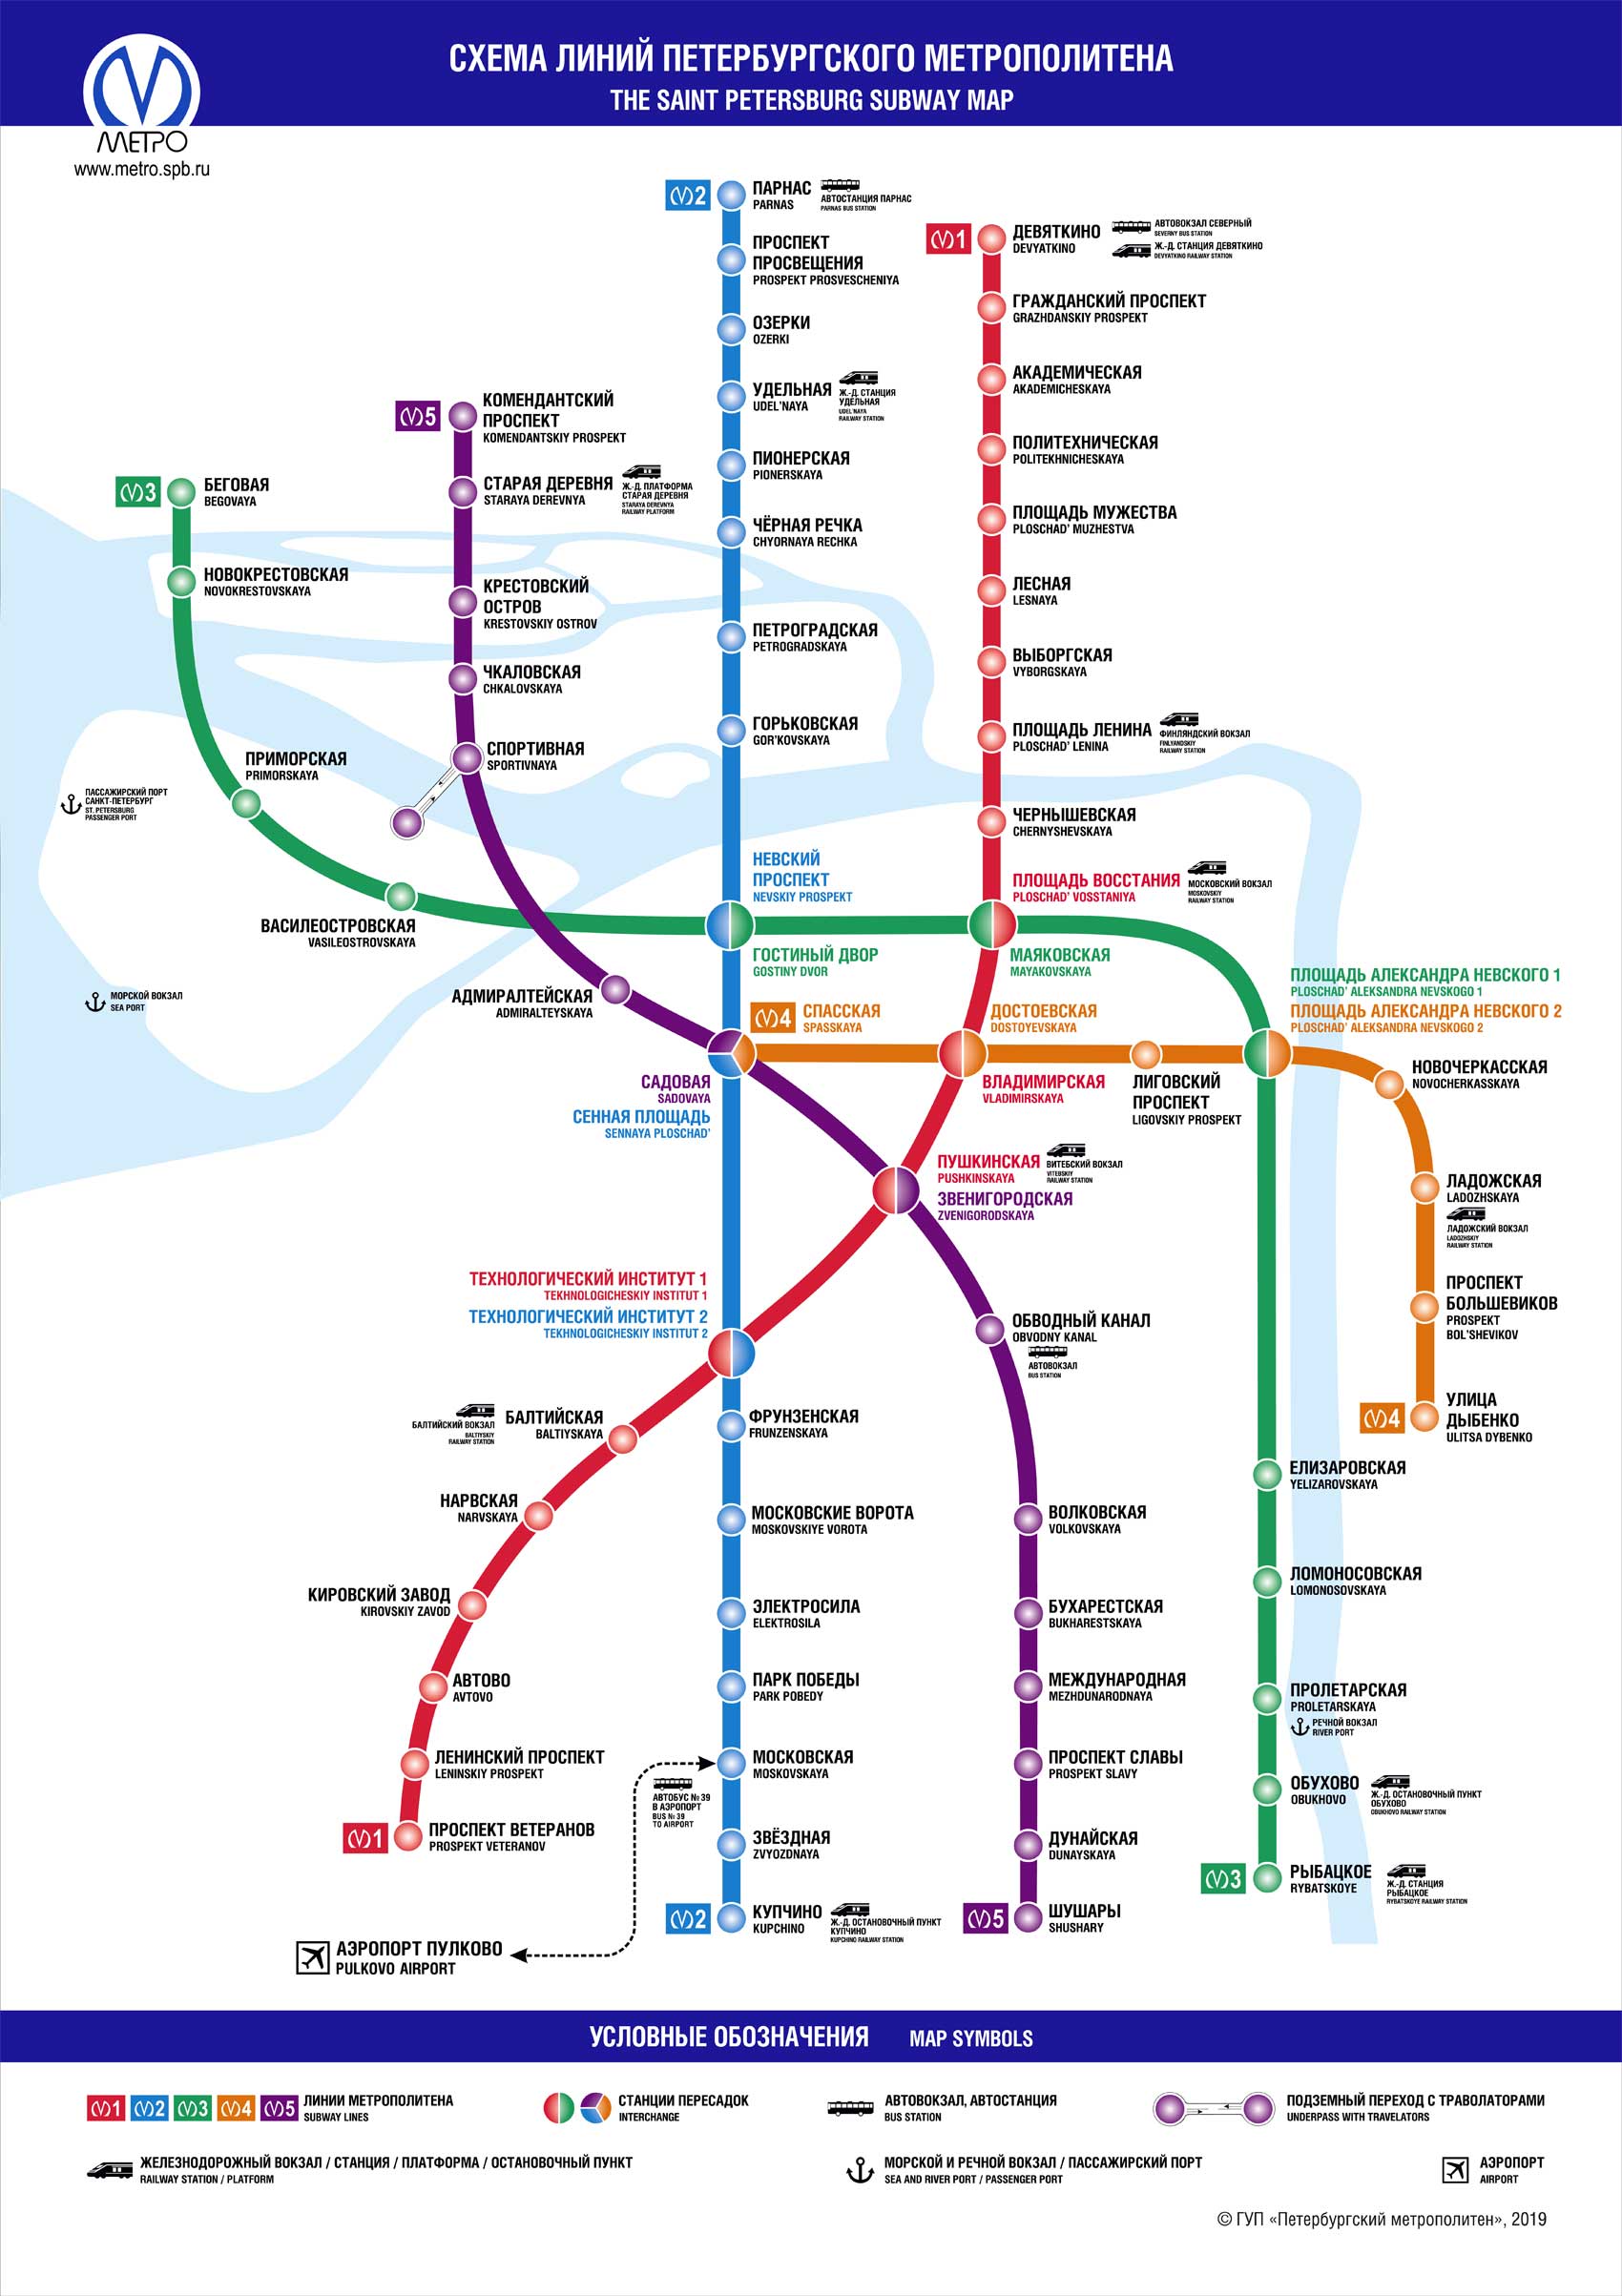 СХЕМА ЛИНИЙ ПЕТЕРБУРГСКОГО МЕТРОПОЛИТЕНА
THE SAINT PETERSBURG SUBWAY MAP
МЕТРО
www.metro.spb.ru
2
ПАРНАС
PARNAS
АВТОСТАНЦИЯ ПАРНАС
PARNAS BUS STATION
ПРОСПЕКТ
ПРОСВЕЩЕНИЯ
PROSPEKT PROSVESCHENIYA
ОЗЕРКИ
OZERKI
УДЕЛЬНАЯ
UDEL'NAYA
Ж.-Д. СТАНЦИЯ
УДЕЛЬНАЯ
UDEL'NAYA
RAILWAY STATION
ПИОНЕРСКАЯ
PIONERSKAYA
ЧЁРНАЯ РЕЧКА
CHYORNAYA RECHKA
ПЕТРОГРАДСКАЯ
PETROGRADSKAYA
ГОРЬКОВСКАЯ
GOR'KOVSKAYA
1
ДЕВЯТКИНО
DEVYATKINO
АВТОВОКЗАЛ СЕВЕРНЫЙ
SEVERNY BUS STATION
Ж.-Д. СТАНЦИЯ ДЕВЯТКИНО
DEVYATKINO RAILWAY STATION
ГРАЖДАНСКИЙ ПРОСПЕКТ
GRAZHDANSKIY PROSPEKT
АКАДЕМИЧЕСКАЯ
AKADEMICHESKAYA
ПОЛИТЕХНИЧЕСКАЯ
POLITEKHNICHESKAYA
ПЛОЩАДЬ МУЖЕСТВА
PLOSCHAD' MUZHESTVA
ЛЕСНАЯ
LESNAYA
ВЫБОРГСКАЯ
VYBORGSKAYA
ПЛОЩАДЬ ЛЕНИНА
PLOSCHAD' LENINA
ФИНЛЯНДСКИЙ ВОКЗАЛ
FINLYANDSKIY
RAILWAY STATION
ЧЕРНЫШЕВСКАЯ
CHERNYSHEVSKAYA
5
КОМЕНДАНТСКИЙ
ПРОСПЕКТ
KOMENDANTSKIY PROSPEKT
СТАРАЯ ДЕРЕВНЯ
STARAYA DEREVNYA
Ж.-Д. ПЛАТФОРМА
СТАРАЯ ДЕРЕВНЯ
STARAYA DEREVNYA
RAILWAY PLATFORM
КРЕСТОВСКИЙ
ОСТРОВ
KRESTOVSKIY OSTROV
ЧКАЛОВСКАЯ
CHKALOVSKAYA
СПОРТИВНАЯ
SPORTIVNAYA
3
БЕГОВАЯ
BEGOVAYA
НОВОКРЕСТОВСКАЯ
NOVOKRESTOVSKAYA
ПРИМОРСКАЯ
PRIMORSKAYA
ПАССАЖИРСКИЙ ПОРТ
САНКТ-ПЕТЕРБУРГ
ST. PETERSBURG
PASSENGER PORT
ВАСИЛЕОСТРОВСКАЯ
VASILEOSTROVSKAYA
МОРСКОЙ ВОКЗАЛ
SEA PORT
НЕВСКИЙ
ПРОСПЕКТ
NEVSKIY PROSPEKT
ГОСТИНЫЙ ДВОР
GOSTINY DVOR
ПЛОЩАДЬ ВОССТАНИЯ
PLOSCHAD' VOSSTANIYA
МОСКОВСКИЙ ВОКЗАЛ
MOSKOVSKIY
RAILWAY STATION
МАЯКОВСКАЯ
MAYAKOVSKAYA
АДМИРАЛТЕЙСКАЯ
ADMIRALTEYSKAYA
4
СПАССКАЯ
SPASSKAYA
ДОСТОЕВСКАЯ
DOSTOYEVSKAYA
ПЛОЩАДЬ АЛЕКСАНДРА НЕВСКОГО 1
PLOSCHAD' ALEKSANDRA NEVSKOGO 1
ПЛОЩАДЬ АЛЕКСАНДРА НЕВСКОГО 2
PLOSCHAD' ALEKSANDRA NEVSKOGO 2
САДОВАЯ
SADOVAYA
СЕННАЯ ПЛОЩАДЬ
SENNAYA PLOSCHAD'
ВЛАДИМИРСКАЯ
VLADIMIRSKAYA
ЛИГОВСКИЙ
ПРОСПЕКТ
LIGOVSKIY PROSPEKT
НОВОЧЕРКАССКАЯ
NOVOCHERKASSKAYA
ПУШКИНСКАЯ
PUSHKINSKAYA
ВИТЕБСКИЙ ВОКЗАЛ
VITEBSKIY
RAILWAY STATION
ЗВЕНИГОРОДСКАЯ
ZVENIGORODSKAYA
ЛАДОЖСКАЯ
LADOZHSKAYA
ЛАДОЖСКИЙ ВОКЗАЛ
LADOZHSKIY
RAILWAY STATION
ПРОСПЕКТ
БОЛЬШЕВИКОВ
PROSPEKT
BOL'SHEVIKOV
4
УЛИЦА
ДЫБЕНКО
ULITSA DYBENKO
ТЕХНОЛОГИЧЕСКИЙ ИНСТИТУТ 1
TEKHNOLOGICHESKIY INSTITUT 1
ТЕХНОЛОГИЧЕСКИЙ ИНСТИТУТ 2
TEKHNOLOGICHESKIY INSTITUT 2
ОБВОДНЫЙ КАНАЛ
OBVODNY KANAL
АВТОВОКЗАЛ
BUS STATION
БАЛТИЙСКИЙ ВОКЗАЛ
BALTIYSKIY
RAILWAY STATION
БАЛТИЙСКАЯ
BALTIYSKAYA
НАРВСКАЯ
NARVSKAYA
КИРОВСКИЙ ЗАВОД
KIROVSKIY ZAVOD
АВТОВО
AVTOVO
ЛЕНИНСКИЙ ПРОСПЕКТ
LENINSKIY PROSPEKT
1
ПРОСПЕКТ ВЕТЕРАНОВ
PROSPEKT VETERANOV
ФРУНЗЕНСКАЯ
FRUNZENSKAYA
МОСКОВСКИЕ ВОРОТА
MOSKOVSKIYE VOROTA
ЭЛЕКТРОСИЛА
ELEKTROSILA
ПАРК ПОБЕДЫ
PARK POBEDY
МОСКОВСКАЯ
MOSKOVSKAYA
АВТОБУС № 39
В АЭРОПОРТ
BUS № 39
TO AIRPORT
ЗВЁЗДНАЯ
ZVYOZDNAYA
2
КУПЧИНО
KUPCHINO
Ж.-Д. ОСТАНОВОЧНЫЙ ПУНКТ
КУПЧИНО
KUPCHINO RAILWAY STATION
АЭРОПОРТ ПУЛКОВО
PULKOVO AIRPORT
ВОЛКОВСКАЯ
VOLKOVSKAYA
БУХАРЕСТСКАЯ
BUKHARESTSKAYA
МЕЖДУНАРОДНАЯ
MEZHDUNARODNAYA
ПРОСПЕКТ СЛАВЫ
PROSPEKT SLAVY
ДУНАЙСКАЯ
DUNAYSKAYA
5
ШУШАРЫ
SHUSHARY
ЕЛИЗАРОВСКАЯ
YELIZAROVSKAYA
ЛОМОНОСОВСКАЯ
LOMONOSOVSKAYA
ПРОЛЕТАРСКАЯ
PROLETARSKAYA
РЕЧНОЙ ВОКЗАЛ
RIVER PORT
ОБУХОВО
OBUKHOVO
Ж.-Д. ОСТАНОВОЧНЫЙ ПУНКТ
ОБУХОВО
OBUKHOVO RAILWAY STATION
3
РЫБАЦКОЕ
RYBATSKOYE
Ж.-Д. СТАНЦИЯ
РЫБАЦКОЕ
RYBATSKOYE RAILWAY STATION
УСЛОВНЫЕ ОБОЗНАЧЕНИЯ MAP SYMBOLS
1 2 3 4 5
ЛИНИИ МЕТРОПОЛИТЕНА
SUBWAY LINES
СТАНЦИИ ПЕРЕСАДОК
INTERCHANGE
АВТОВОКЗАЛ, АВТОСТАНЦИЯ
BUS STATION
ПОДЗЕМНЫЙ ПЕРЕХОД С ТРАВОЛАТОРАМИ
UNDERPASS WITH TRAVELATORS
ЖЕЛЕЗНОДОРОЖНЫЙ ВОКЗАЛ / СТАНЦИЯ / ПЛАТФОРМА / ОСТАНОВОЧНЫЙ ПУНКТ
RAILWAY STATION / PLATFORM
МОРСКОЙ И РЕЧНОЙ ВОКЗАЛ / ПАССАЖИРСКИЙ ПОРТ
SEA AND RIVER PORT / PASSENGER PORT
АЭРОПОРТ
AIRPORT
© ГУП «Петербургский метрополитен», 2019